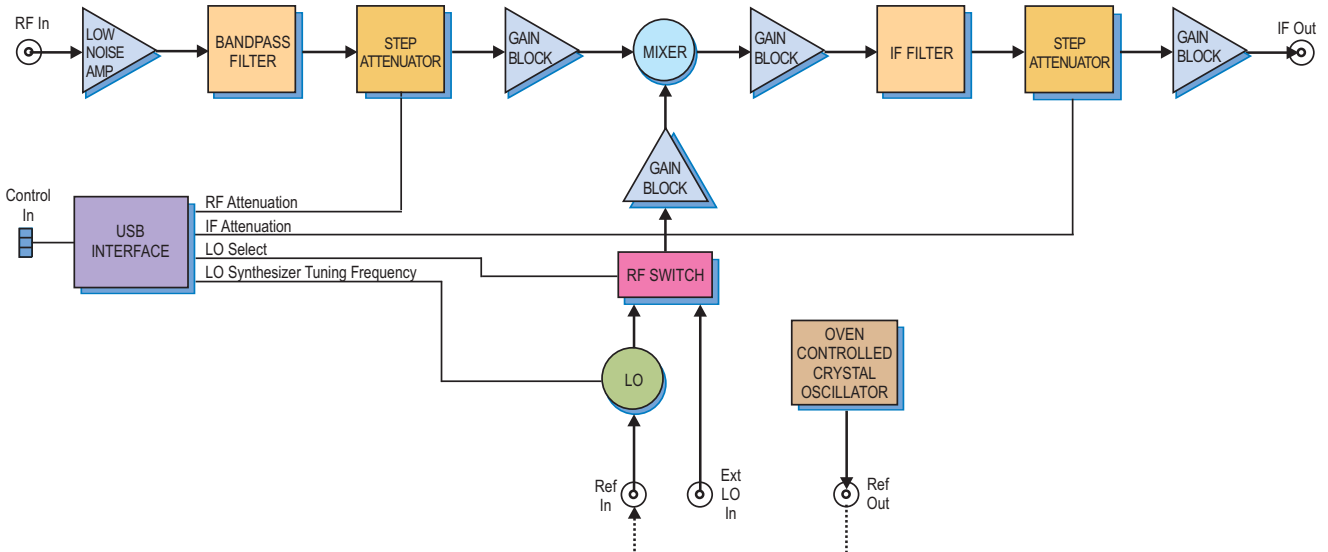 RF In
LOW
NOISE
AMP
BANDPASS
FILTER
STEP
ATTENUATOR
GAIN
BLOCK
MIXER
GAIN
BLOCK
IF FILTER
STEP
ATTENUATOR
GAIN
BLOCK
IF Out
GAIN
BLOCK
Control
In
USB
INTERFACE
RF Attenuation
IF Attenuation
LO Select
LO Synthesizer Tuning Frequency
RF SWITCH
LO
OVEN
CONTROLLED
CRYSTAL
OSCILLATOR
Ref
In
Ext
LO
In
Ref
Out